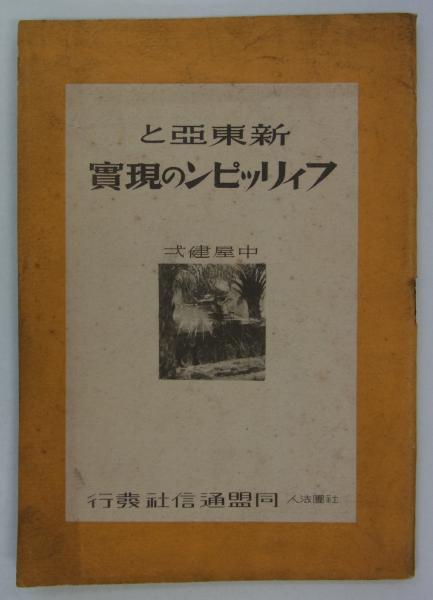 新東亞と
フィリッピンの現實
中屋健弌
社團法人 同盟通信社發行